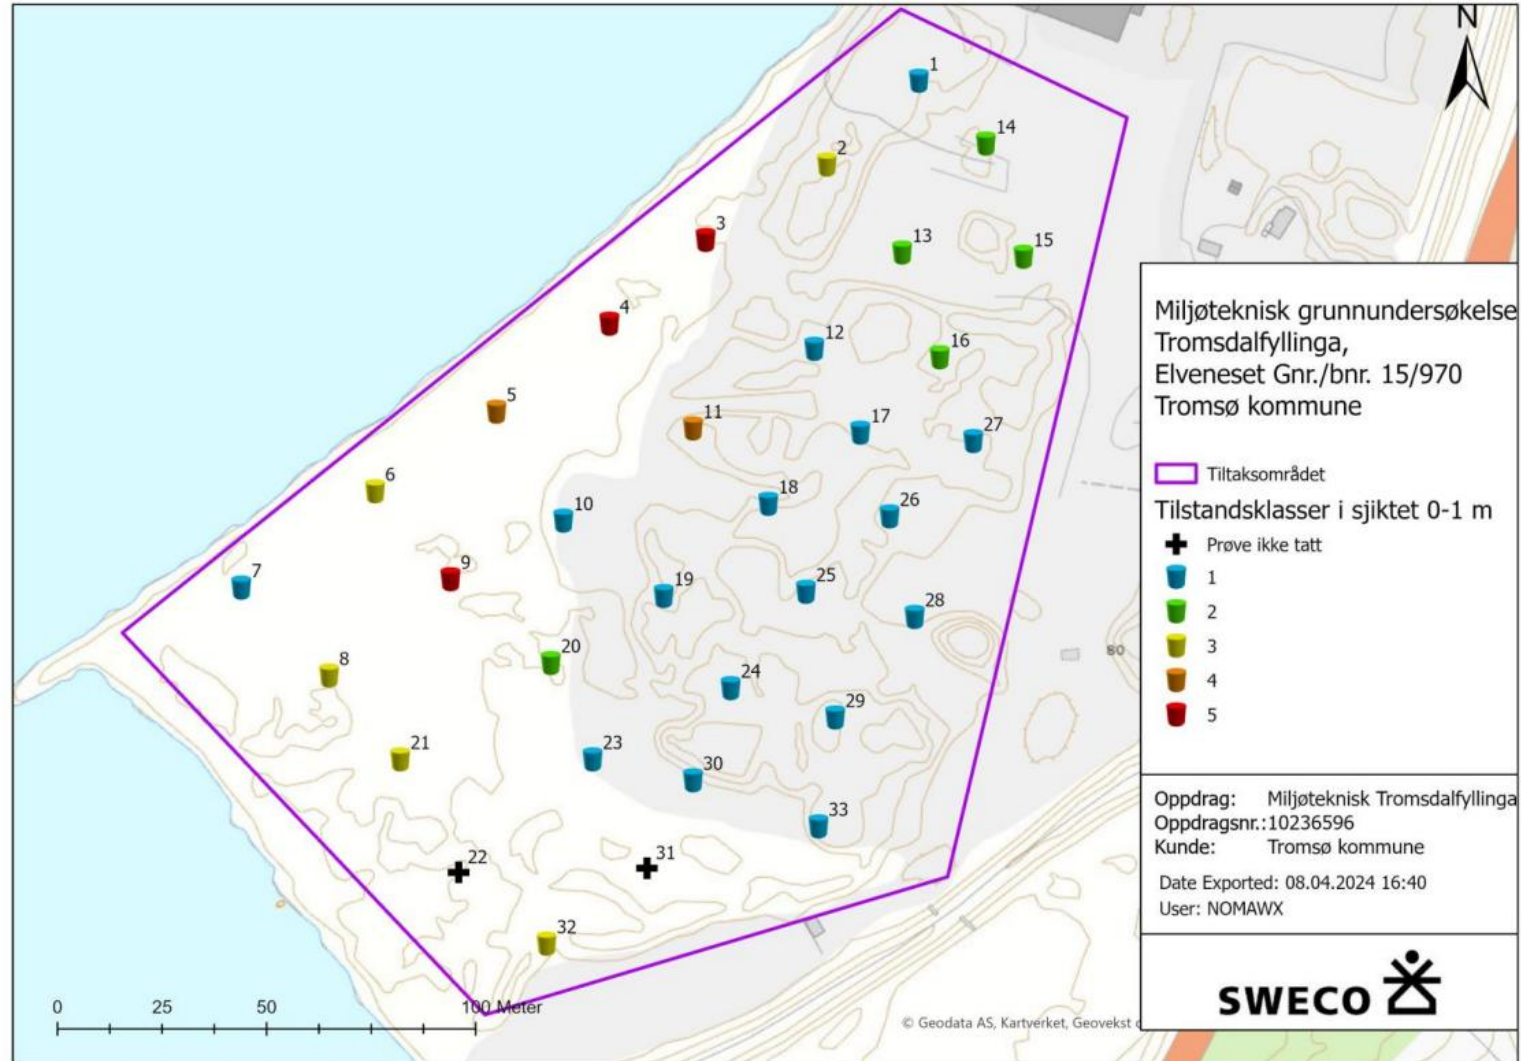 N
1
14
2
3
13
15
4
12
16
5
11
17
27
6
18
26
10
7
9
19
25
28
20
8
24
29
21
23
30
33
22
31
32
Miljøteknisk grunnundersøkelse
Tromsdalfyllinga,
Elveneset Gnr./bnr. 15/970
Tromsø kommune
Tiltaksområdet
Tilstandsklasser i sjiktet 0-1 m
Prøve ikke tatt
1
2
3
4
5
Oppdrag: Miljøteknisk Tromsdalfyllinga
Oppdragsnr.:10236596
Kunde: Tromsø kommune
Date Exported: 08.04.2024 16:40
User: NOMAWX
SWECO
0 25 50 100 Meter
© Geodata AS, Kartverket, Geovekst